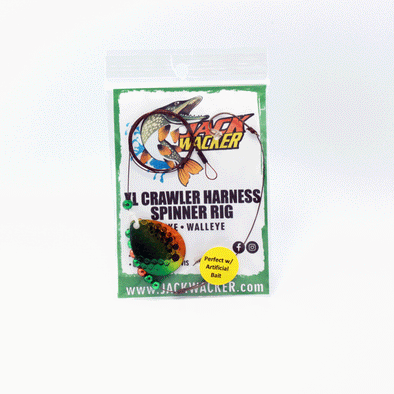 JACK
WACKER
XL CRAWLER HARNESS
SPINNER RIG
• WALLEYE
Perfect w/
Artificial
Bait
WWW.JACKWACKER.com